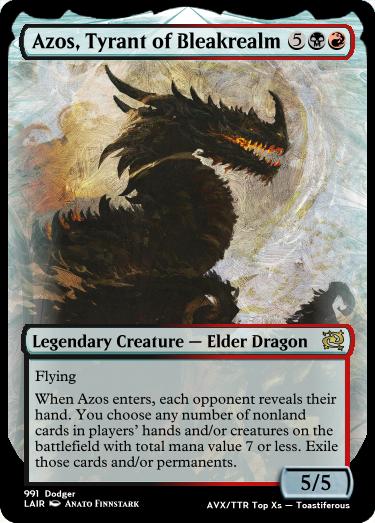 Azos, Tyrant of Bleakrealm 5
Legendary Creature — Elder Dragon
Flying
When Azos enters, each opponent reveals their
hand. You choose any number of nonland
cards in players' hands and/or creatures on the
battlefield with total mana value 7 or less. Exile
those cards and/or permanents.
5/5
991 Dodger
LAIR Anato Finnstark
AVX/TTR Top Xs — Toastiferous